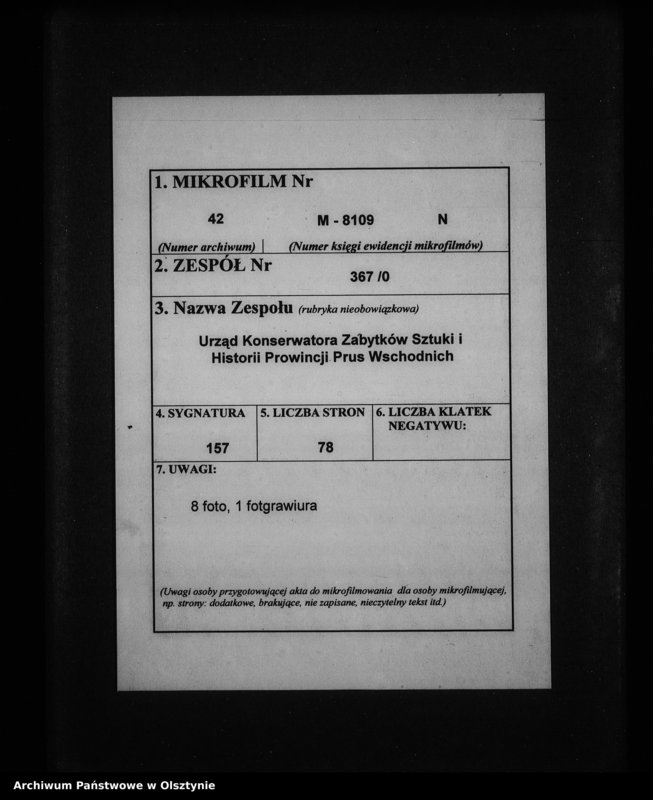 1. MIKROFILM Nr
42 M - 8109 N
(Numer archiwum) (Numer księgi ewidencji mikrofilmów)
2. ZESPÓŁ Nr
367 /0
3. Nazwa Zespołu (rubryka nieobowiązkowa)
Urząd Konserwatora Zabytków Sztuki i
Historii Prowincji Prus Wschodnich
4. SYGNATURA 5. LICZBA STRON 6. LICZBA KLATEK
NEGATYWU:
157 78
7. UWAGI:
8 foto, 1 fotgrawiura
(Uwagi osoby przygotowującej akta do mikrofilmowania dla osoby mikrofilmującej,
np. strony: dodatkowe, brakujące, nie zapisane, nieczytelny tekst itd.)
Archiwum Państwowe w Olsztynie